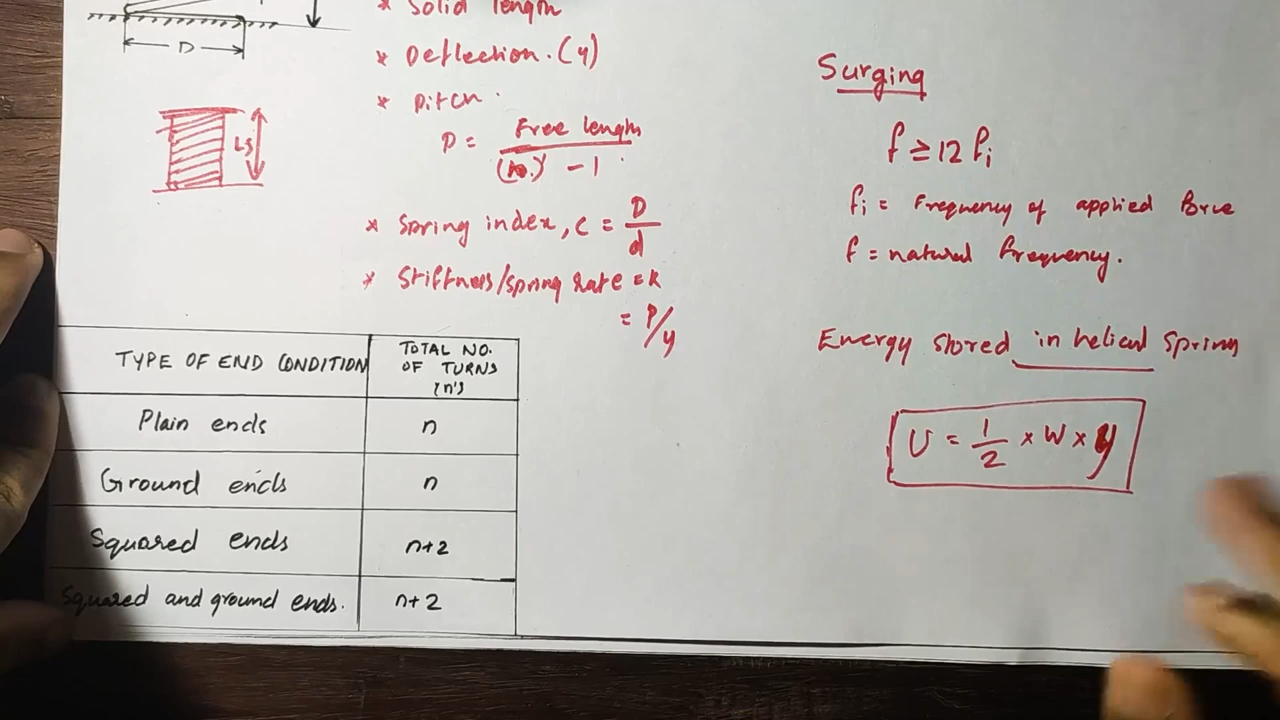 D
* Solid length
* Deflection. (y)
* Pitch.
P = Free length
(n') - 1
Ls
* Spring index, C = D/d
* Stiffness/spring rate = k
= P/y
TYPE OF END CONDITION
TOTAL NO. OF TURNS (n')
Plain ends
n
Ground ends
n
Squared ends
n+2
Squared and ground ends.
n+2
Surging
f ≥ 12 fi
fi = Frequency of applied Force
f = natural frequency.
Energy stored in helical spring
U = 1/2 × W × y